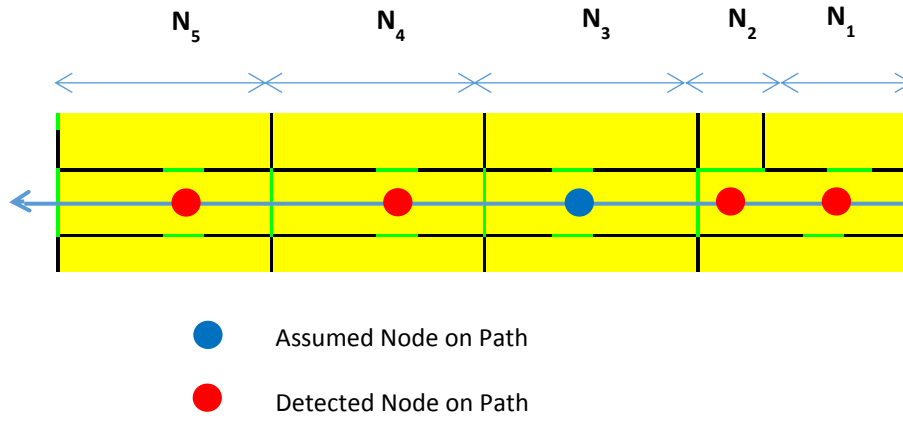 N5 N4 N3 N2 N1
Assumed Node on Path
Detected Node on Path